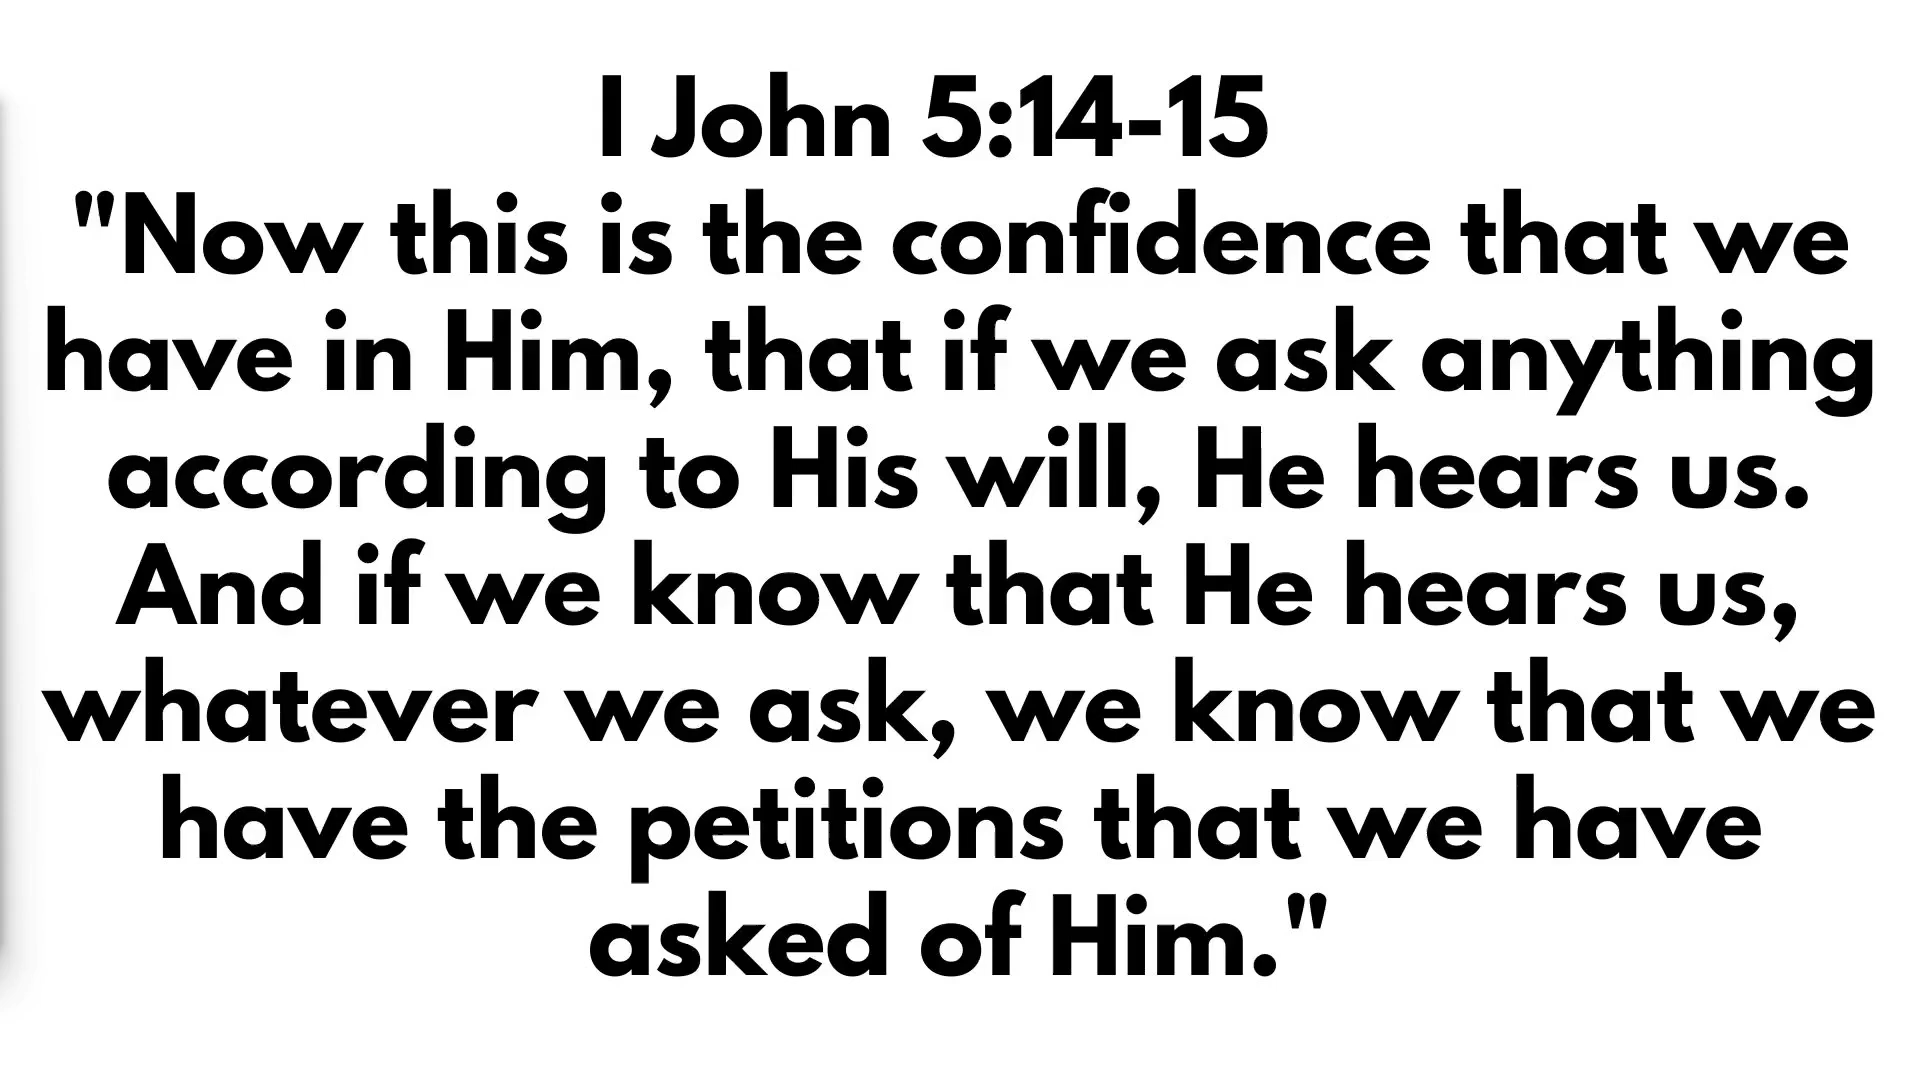 I John 5:14-15
"Now this is the confidence that we
have in Him, that if we ask anything
according to His will, He hears us.
And if we know that He hears us,
whatever we ask, we know that we
have the petitions that we have
asked of Him."